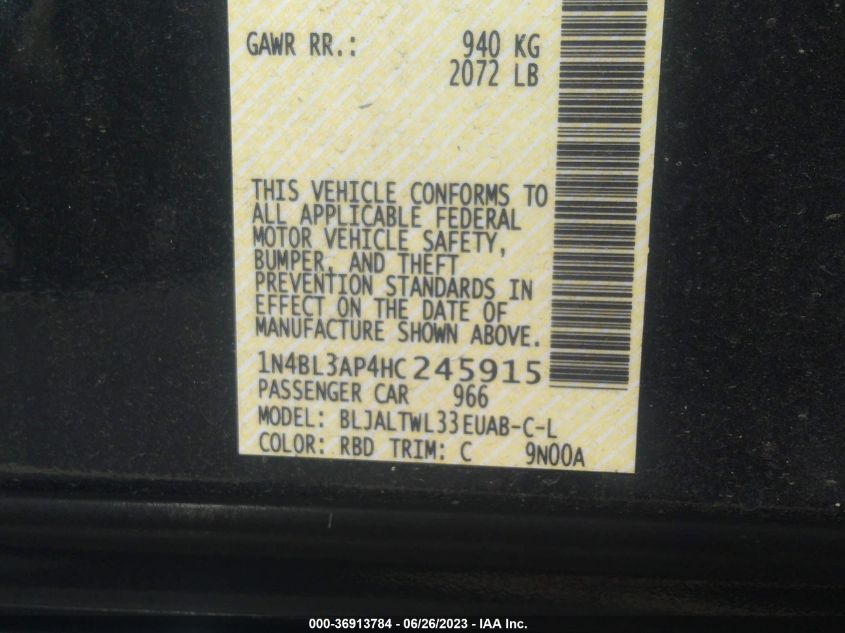 GAWR RR.: 940 KG
2072 LB
THIS VEHICLE CONFORMS TO
ALL APPLICABLE FEDERAL
MOTOR VEHICLE SAFETY,
BUMPER, AND THEFT
PREVENTION STANDARDS IN
EFFECT ON THE DATE OF
MANUFACTURE SHOWN ABOVE.
1N4BL3AP4HC245915
PASSENGER CAR 966
MODEL: BLJALTWL33EUAB-C-L
COLOR: RBD TRIM: C 9N00A
000-36913784 - 06/26/2023 - IAA Inc.